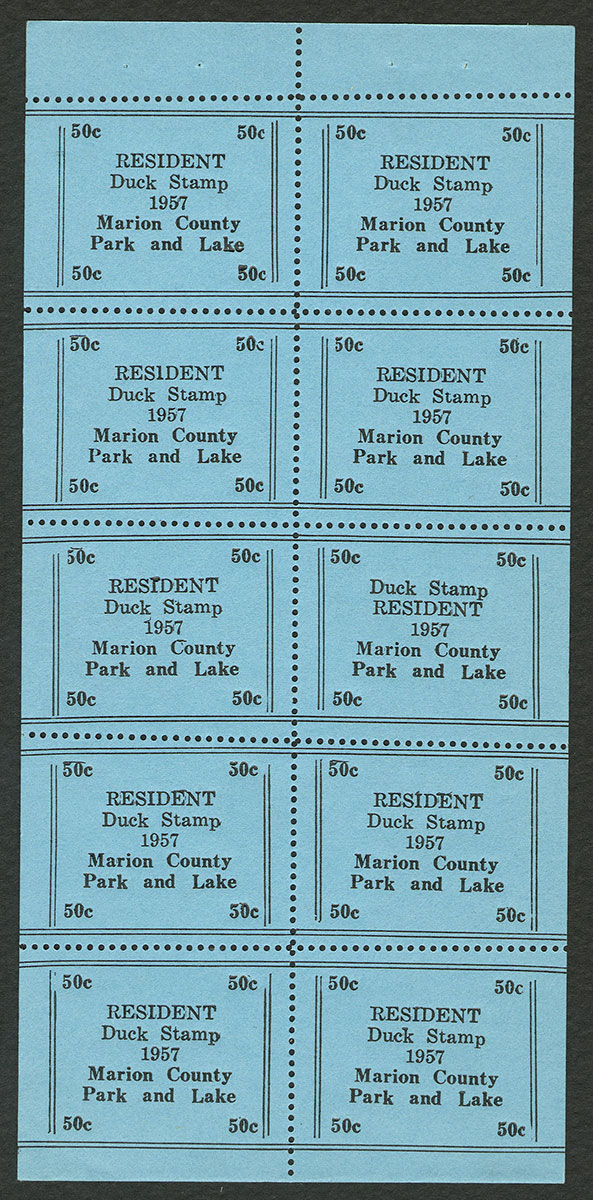 50c 50c
RESIDENT
Duck Stamp
1957
Marion County
Park and Lake
50c 50c
50c 50c
RESIDENT
Duck Stamp
1957
Marion County
Park and Lake
50c 50c
50c 50c
RESIDENT
Duck Stamp
1957
Marion County
Park and Lake
50c 50c
50c 50c
RESIDENT
Duck Stamp
1957
Marion County
Park and Lake
50c 50c
50c 50c
RESIDENT
Duck Stamp
1957
Marion County
Park and Lake
50c 50c
50c 50c
Duck Stamp
RESIDENT
1957
Marion County
Park and Lake
50c 50c
50c 50c
RESIDENT
Duck Stamp
1957
Marion County
Park and Lake
50c 50c
50c 50c
RESIDENT
Duck Stamp
1957
Marion County
Park and Lake
50c 50c
50c 50c
RESIDENT
Duck Stamp
1957
Marion County
Park and Lake
50c 50c
50c 50c
RESIDENT
Duck Stamp
1957
Marion County
Park and Lake
50c 50c